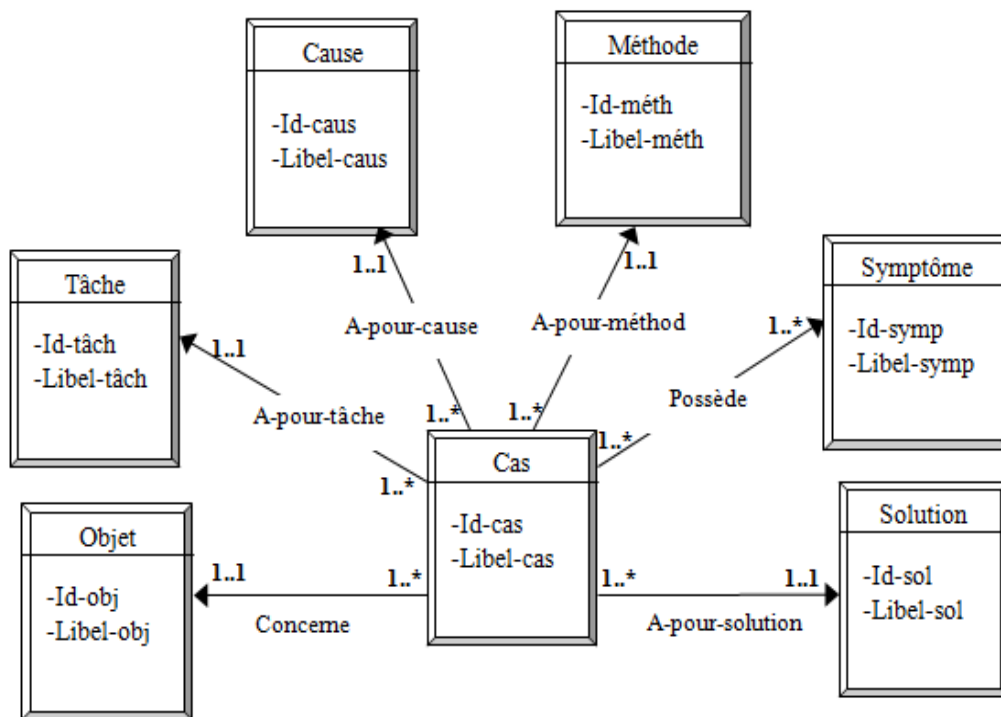 Cause
-Id-caus
-Libel-caus
Méthode
-Id-méth
-Libel-méth
Tâche
-Id-tâch
-Libel-tâch
Symptôme
-Id-symp
-Libel-symp
1..1
1..1
1..1
1..*
A-pour-cause
A-pour-méthod
A-pour-tâche
Possède
1..*
1..*
1..*
1..*
Cas
-Id-cas
-Libel-cas
Objet
-Id-obj
-Libel-obj
Solution
-Id-sol
-Libel-sol
1..1
1..*
1..*
1..1
Concerne
A-pour-solution